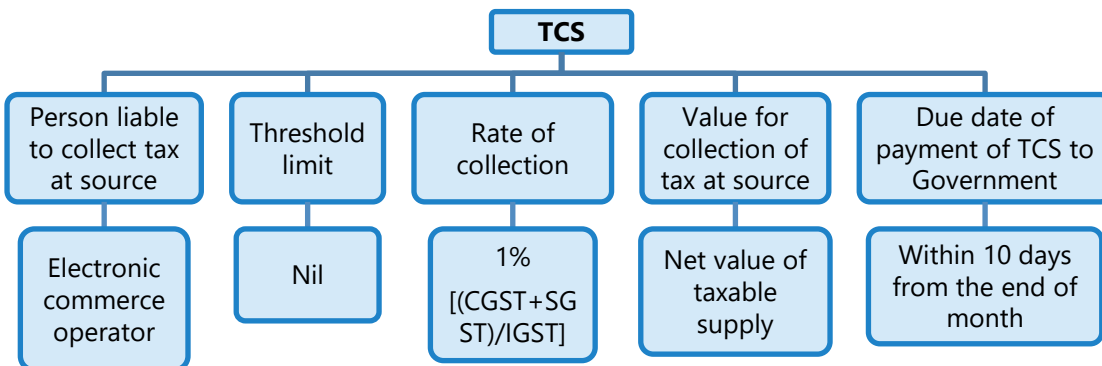 TCS
Person liable
to collect tax
at source
Threshold
limit
Rate of
collection
Value for
collection of
tax at source
Due date of
payment of TCS to
Government
Electronic
commerce
operator
Nil
1%
[(CGST+SG
ST)/IGST]
Net value of
taxable
supply
Within 10 days
from the end of
month